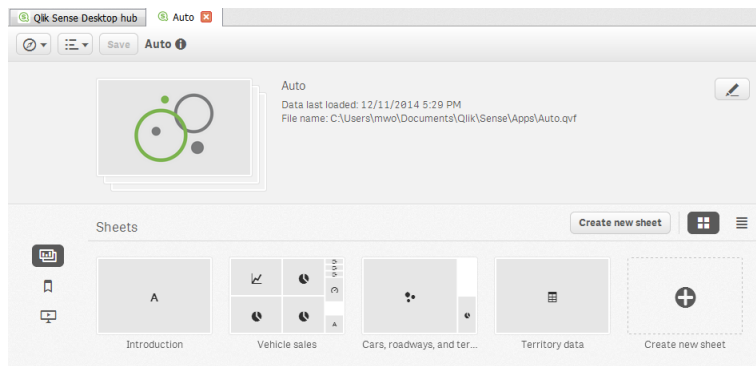 Qlik Sense Desktop hub
Auto
Save
Auto
Auto
Data last loaded: 12/11/2014 5:29 PM
File name: C:\Users\mwo\Documents\Qlik\Sense\Apps\Auto.qvf
Sheets
Create new sheet
A
A
Introduction
Vehicle sales
Cars, roadways, and ter...
Territory data
Create new sheet